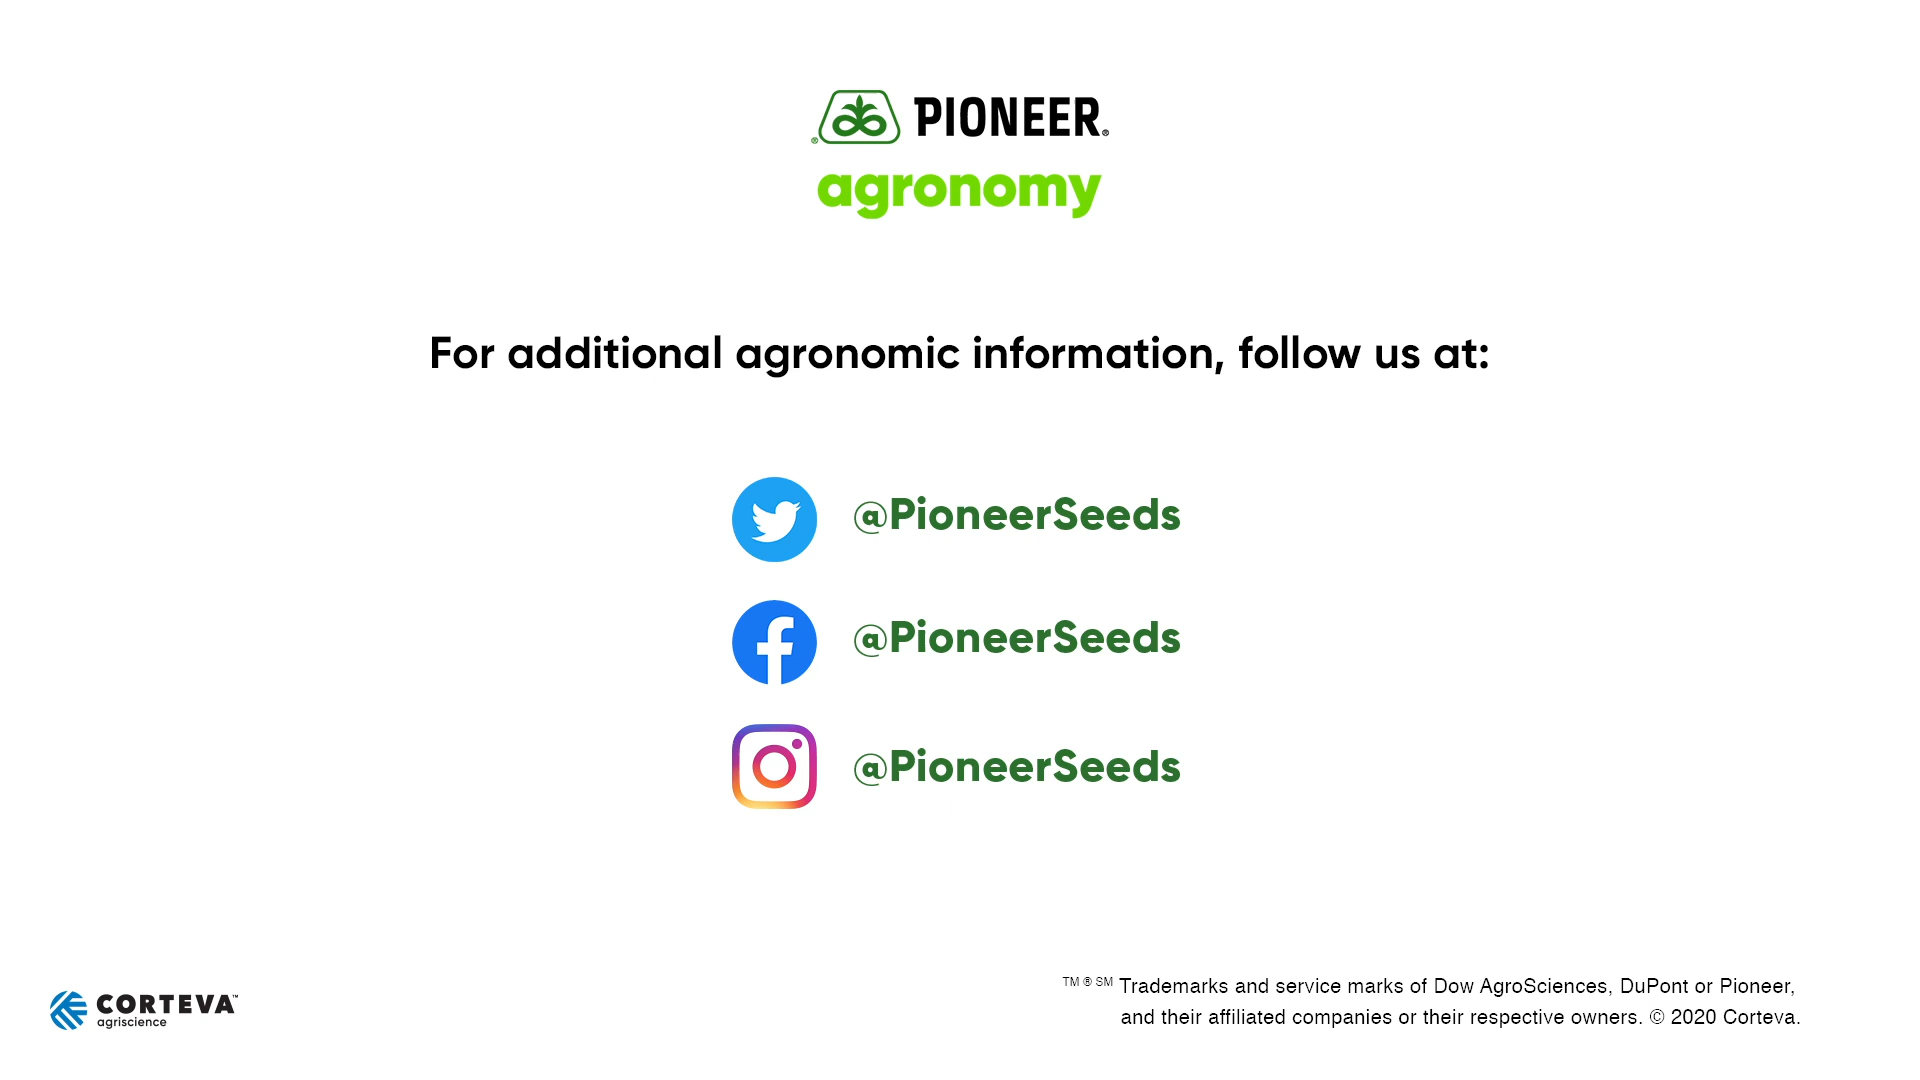 PIONEER®
agronomy
For additional agronomic information, follow us at:
@PioneerSeeds
@PioneerSeeds
@PioneerSeeds
CORTEVA™
agriscience
TM ® SM Trademarks and service marks of Dow AgroSciences, DuPont or Pioneer,
and their affiliated companies or their respective owners. © 2020 Corteva.